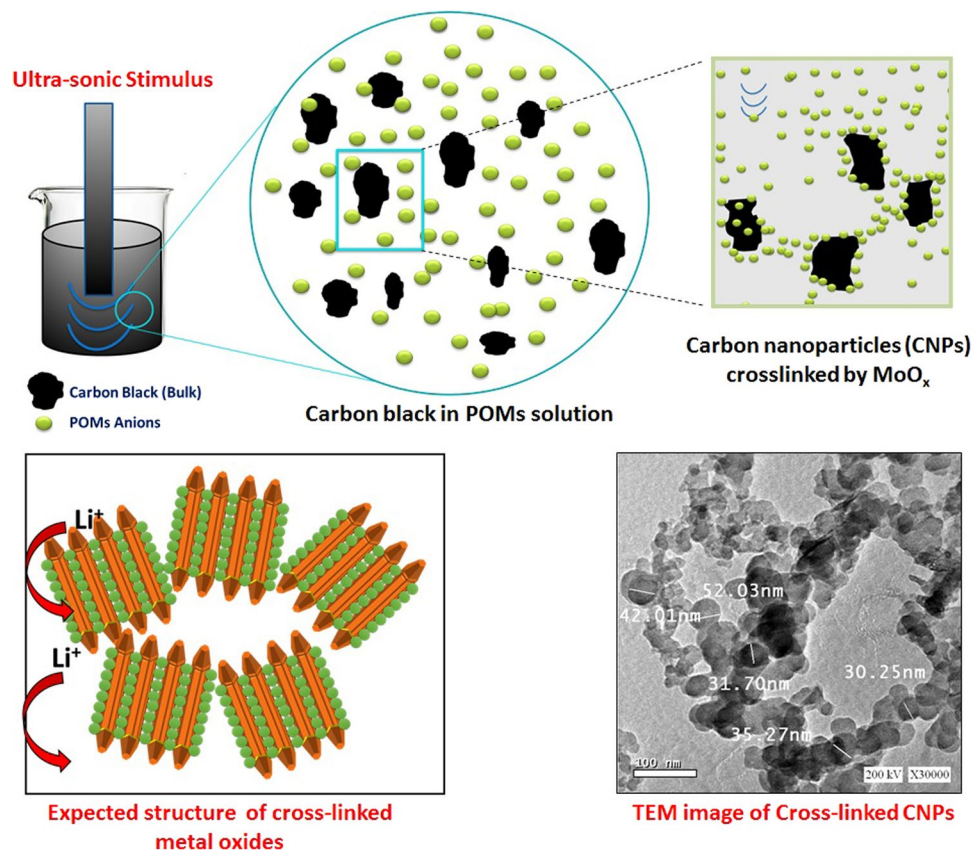 Ultra-sonic Stimulus
Carbon Black (Bulk)
POMs Anions
Carbon black in POMs solution
Carbon nanoparticles (CNPs)
crosslinked by MoOₓ
Li⁺
Li⁺
Expected structure of cross-linked
metal oxides
52.03nm
42.01nm
31.70nm
30.25nm
35.27nm
100 nm
200 kV X30000
TEM image of Cross-linked CNPs